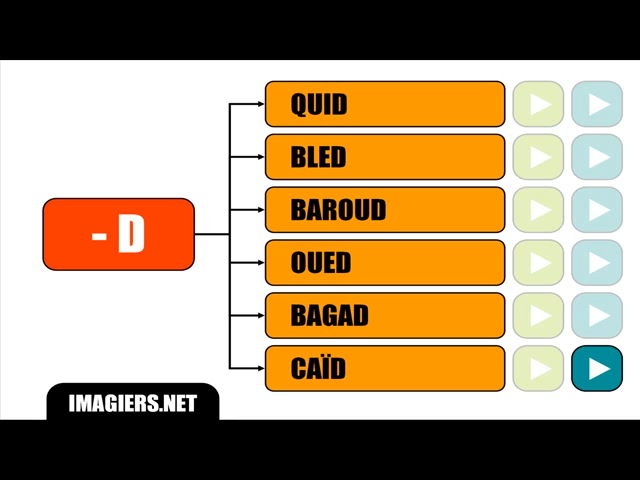 - D
QUID
BLED
BAROUD
OUED
BAGAD
CAÏD
IMAGIERS.NET